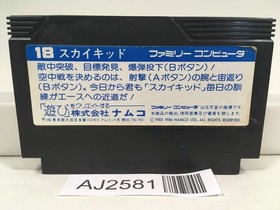 18 スカイキッド
ファミリーコンピュータ
敵中突破、目標発見、爆弾投下(Bボタン)!
空中戦を決めるのは、射撃(Aボタン)の腕と宙返り
(Bボタン)。今日から君も「スカイキッド」毎日の訓
練がエースへの近道だ!
「遊び」をクリエイトする
株式会社ナムコ
AJ2581